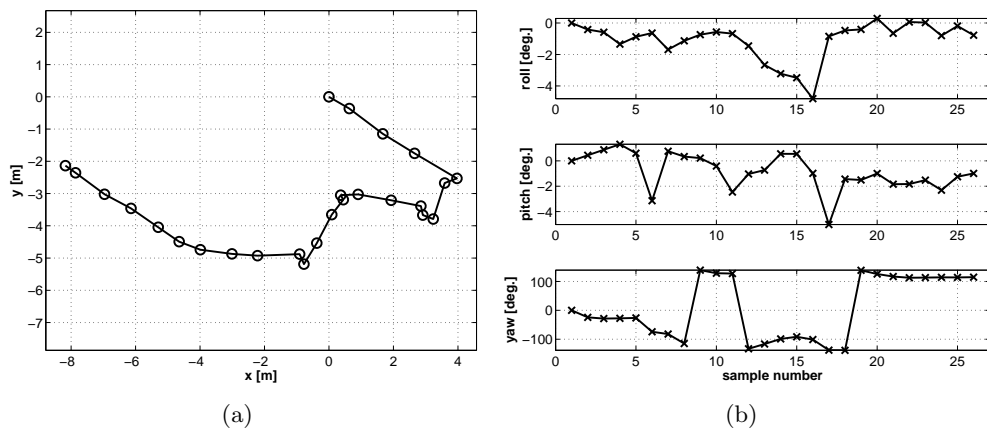 2
1
0
−1
−2
−3
−4
−5
−6
−7
−8 −6 −4 −2 0 2 4
y [m]
x [m]
(a)
0
−2
−4
0 5 10 15 20 25
roll [deg.]
0
−2
−4
0 5 10 15 20 25
pitch [deg.]
100
0
−100
0 5 10 15 20 25
yaw [deg.]
sample number
(b)